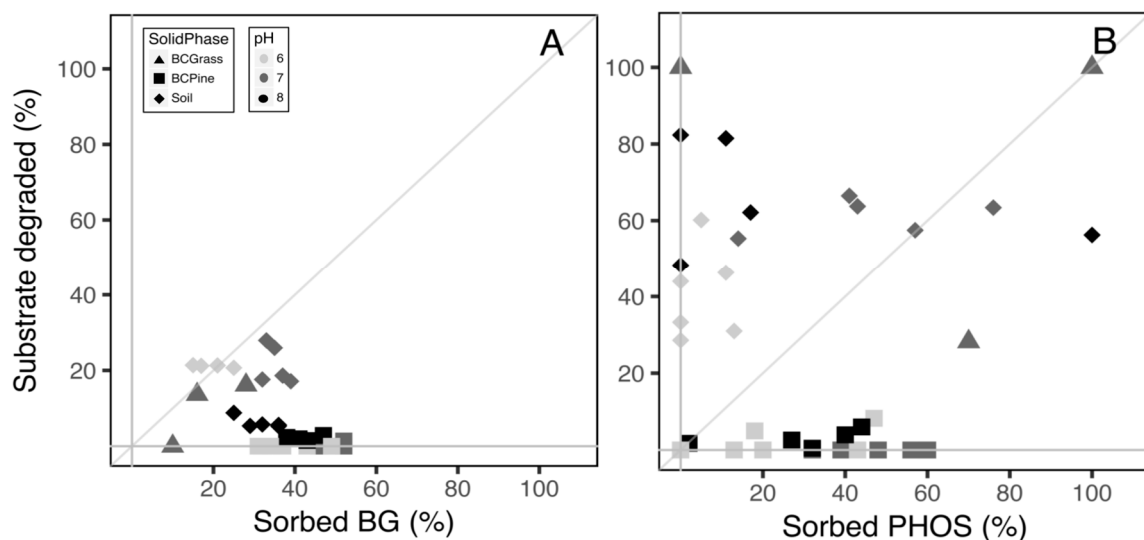 SolidPhase
BCGrass
BCPine
Soil
pH
6
7
8
A
B
Substrate degraded (%)
100
80
60
40
20
20 40 60 80 100
Sorbed BG (%)
100
80
60
40
20
20 40 60 80 100
Sorbed PHOS (%)